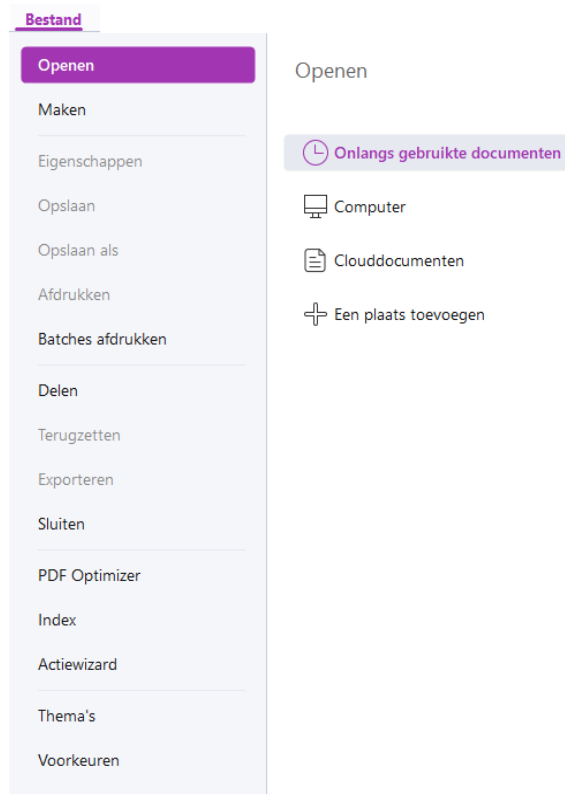 Bestand
Openen
Maken
Eigenschappen
Opslaan
Opslaan als
Afdrukken
Batches afdrukken
Delen
Terugzetten
Exporteren
Sluiten
PDF Optimizer
Index
Actiewizard
Thema's
Voorkeuren
Openen
Onlangs gebruikte documenten
Computer
Clouddocumenten
Een plaats toevoegen